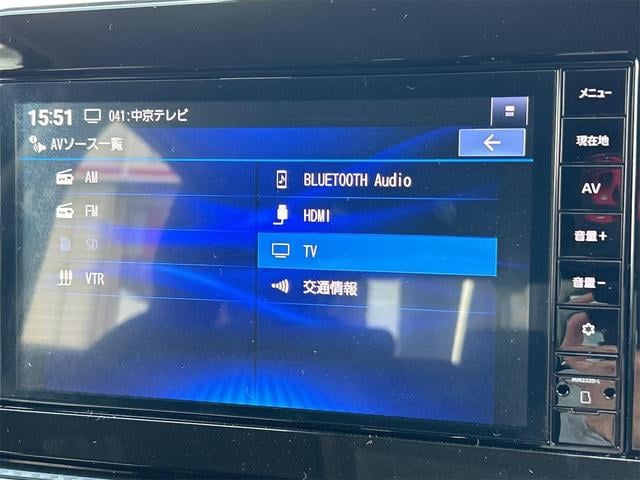 15:51 041:中京テレビ
AVソース一覧
AM
FM
SD
VTR
BLUETOOTH Audio
HDMI
TV
交通情報
メニュー
現在地
AV
音量+
音量-
MM222D-L